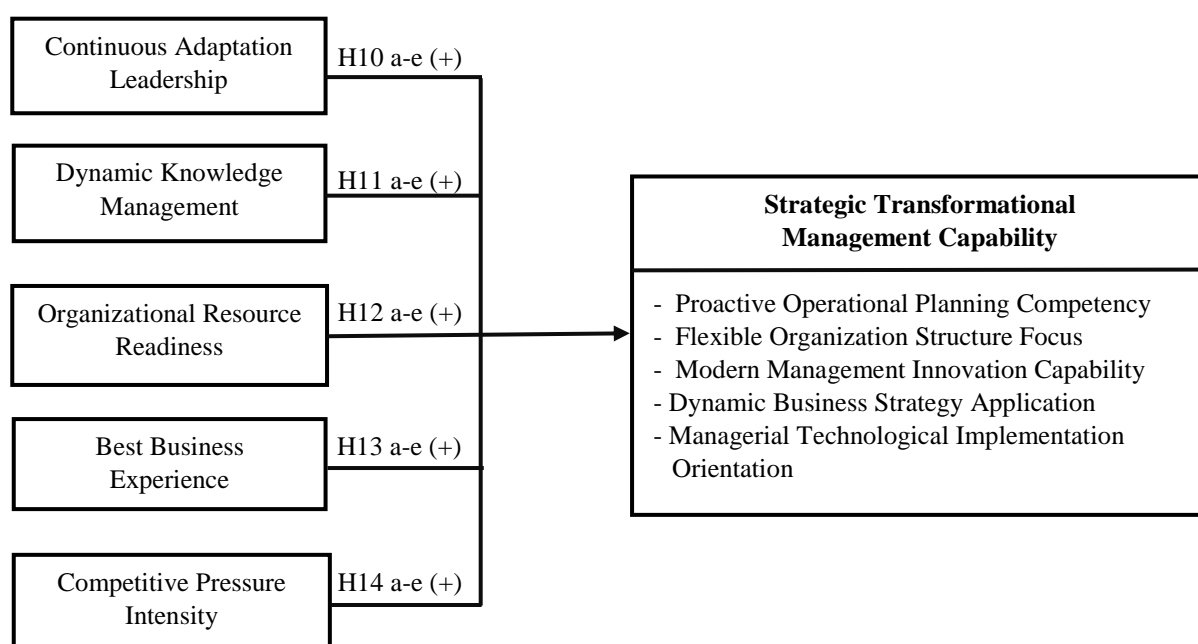 Continuous Adaptation
Leadership
H10 a-e (+)
Dynamic Knowledge
Management
H11 a-e (+)
Organizational Resource
Readiness
H12 a-e (+)
Best Business
Experience
H13 a-e (+)
Competitive Pressure
Intensity
H14 a-e (+)
Strategic Transformational
Management Capability
- Proactive Operational Planning Competency
- Flexible Organization Structure Focus
- Modern Management Innovation Capability
- Dynamic Business Strategy Application
- Managerial Technological Implementation
Orientation